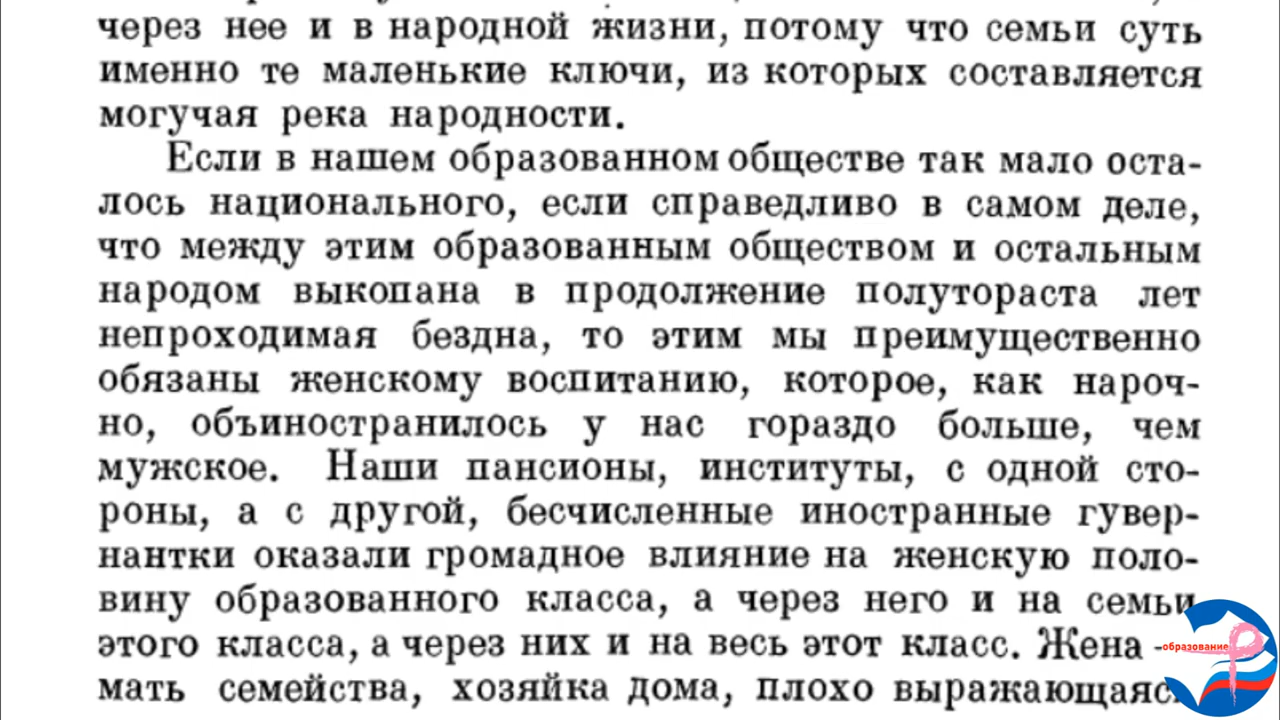 через нее и в народной жизни, потому что семьи суть
именно те маленькие ключи, из которых составляется
могучая река народности.
Если в нашем образованном обществе так мало оста-
лось национального, если справедливо в самом деле,
что между этим образованным обществом и остальным
народом выкопана в продолжение полутораста лет
непроходимая бездна, то этим мы преимущественно
обязаны женскому воспитанию, которое, как нароч-
но, объиностранилось у нас гораздо больше, чем
мужское. Наши пансионы, институты, с одной сто-
роны, а с другой, бесчисленные иностранные гувер-
нантки оказали громадное влияние на женскую поло-
вину образованного класса, а через него и на семьи
этого класса, а через них и на весь этот класс. Жена -
мать семейства, хозяйка дома, плохо выражающаяс
образование